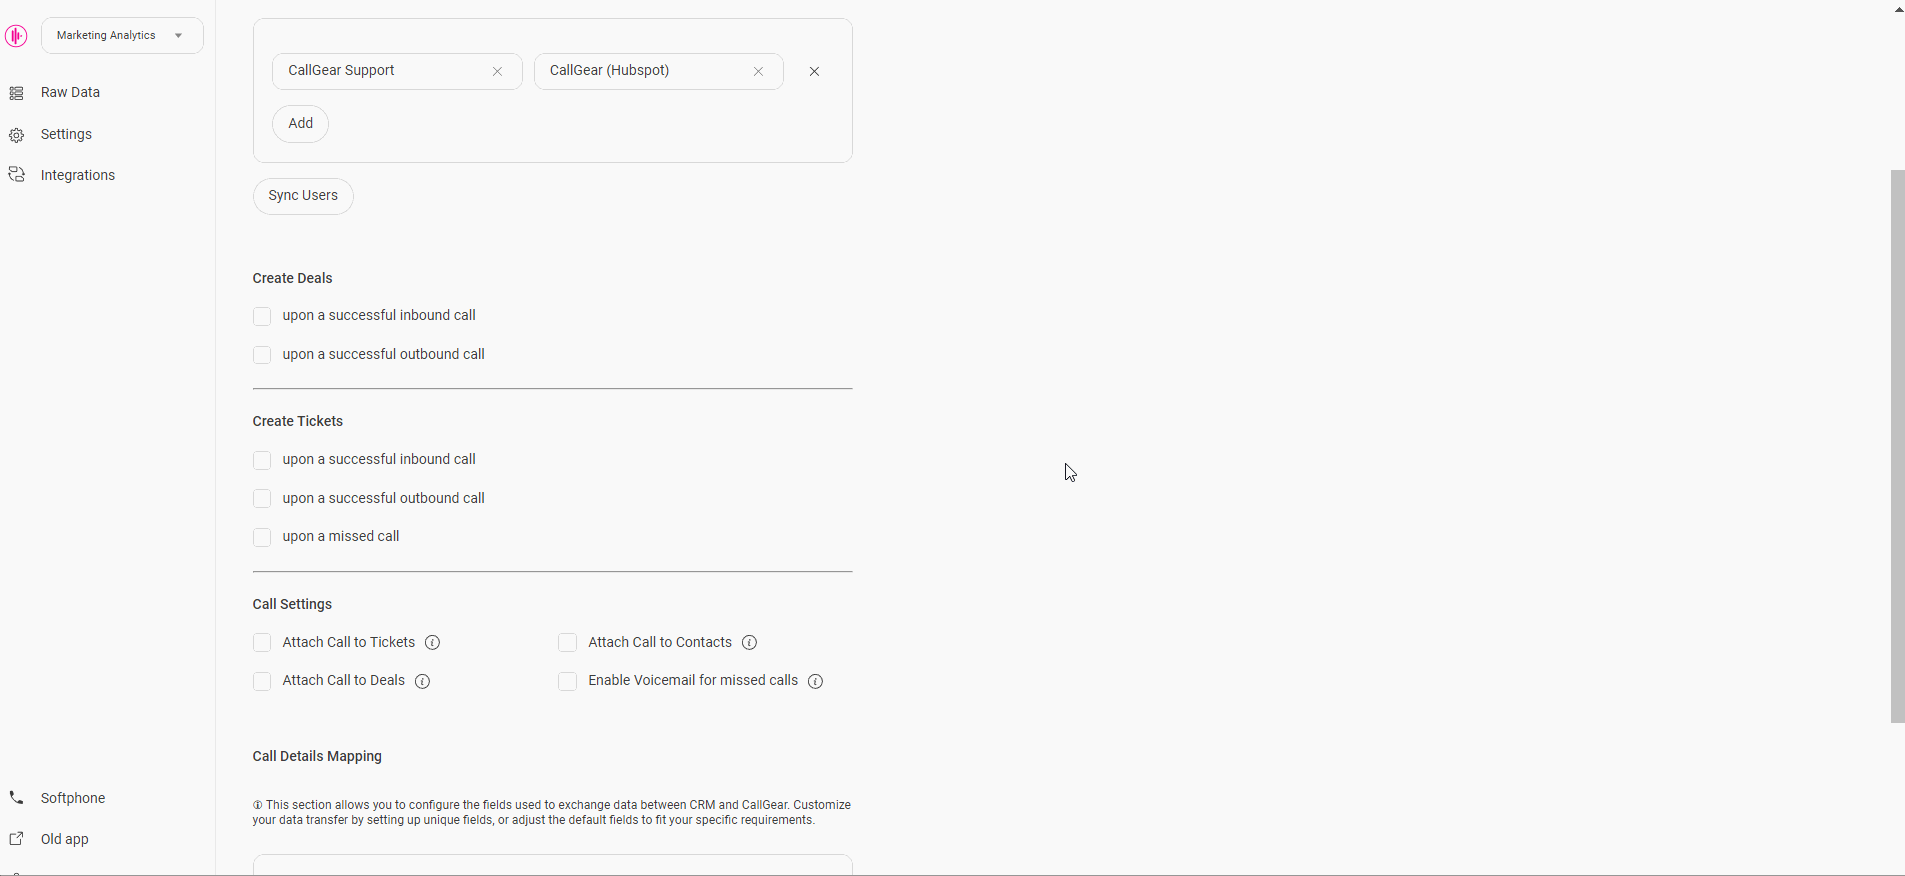 Marketing Analytics
Raw Data
Settings
Integrations
CallGear Support
CallGear (Hubspot)
Add
Sync Users
Create Deals
upon a successful inbound call
upon a successful outbound call
Create Tickets
upon a successful inbound call
upon a successful outbound call
upon a missed call
Call Settings
Attach Call to Tickets
Attach Call to Contacts
Attach Call to Deals
Enable Voicemail for missed calls
Call Details Mapping
This section allows you to configure the fields used to exchange data between CRM and CallGear. Customize
your data transfer by setting up unique fields, or adjust the default fields to fit your specific requirements.
Softphone
Old app